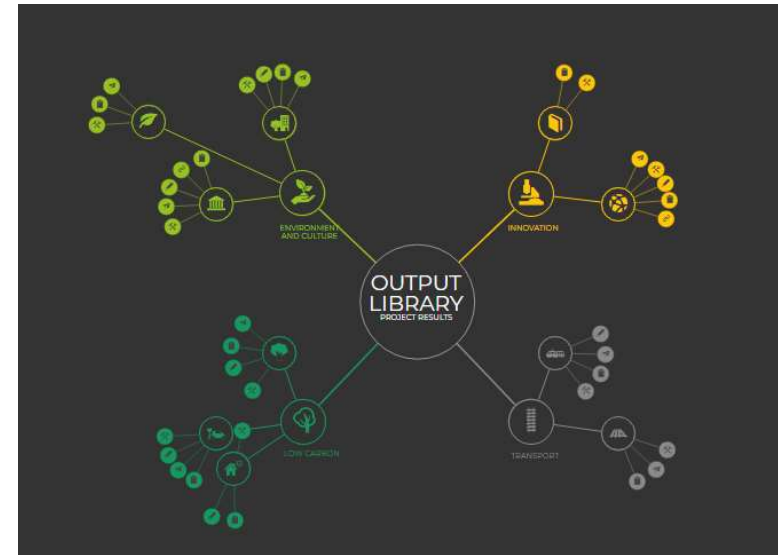 ENVIRONMENT
AND CULTURE
INNOVATION
OUTPUT
LIBRARY
PROJECT RESULTS
LOW CARBON
TRANSPORT